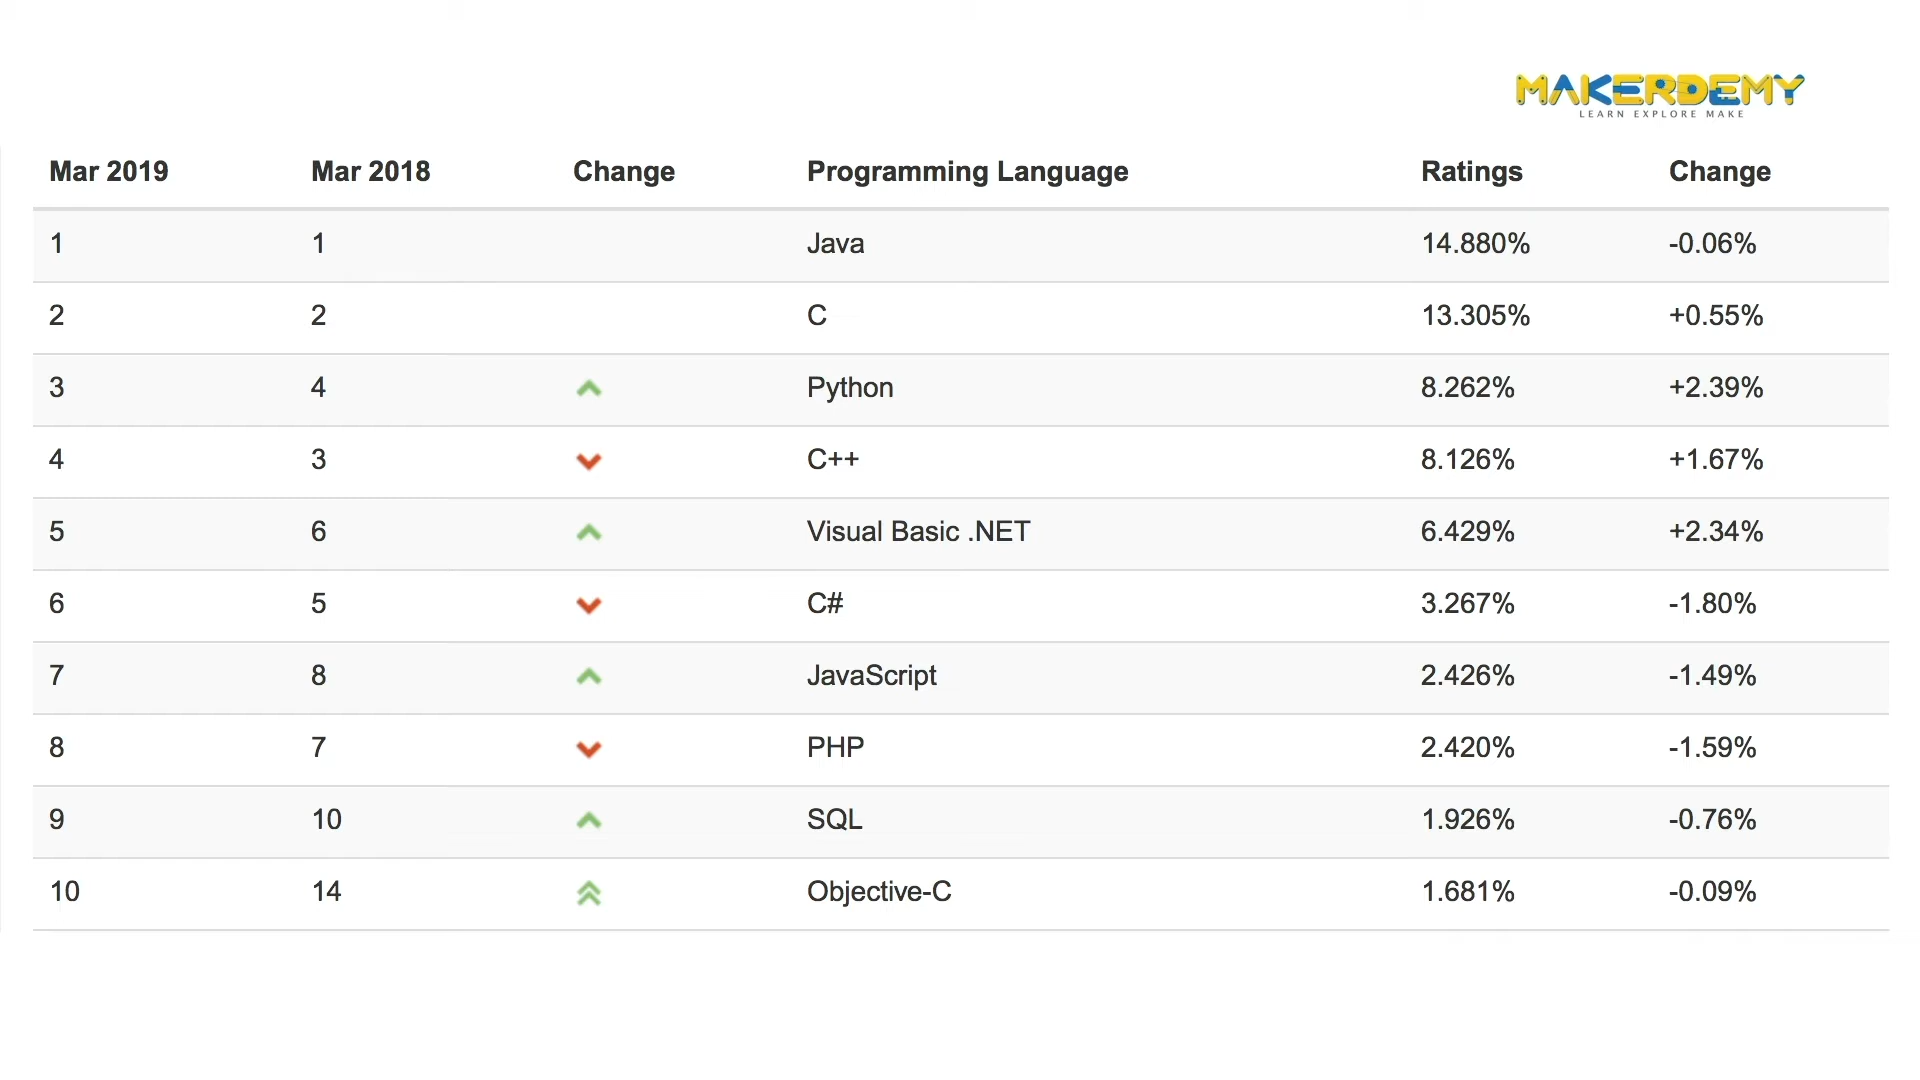 MAKERDEMY
LEARN EXPLORE MAKE
Mar 2019 Mar 2018 Change Programming Language Ratings Change
1 1 Java 14.880% -0.06%
2 2 C 13.305% +0.55%
3 4 Python 8.262% +2.39%
4 3 C++ 8.126% +1.67%
5 6 Visual Basic .NET 6.429% +2.34%
6 5 C# 3.267% -1.80%
7 8 JavaScript 2.426% -1.49%
8 7 PHP 2.420% -1.59%
9 10 SQL 1.926% -0.76%
10 14 Objective-C 1.681% -0.09%